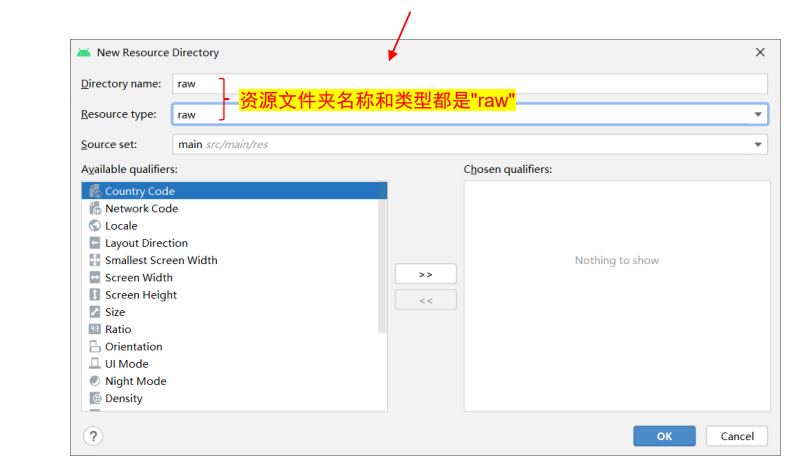 New Resource Directory
Directory name:
raw
资源文件夹名称和类型都是"raw"
Resource type:
raw
Source set:
main src/main/res
Available qualifiers:
Chosen qualifiers:
Country Code
Network Code
Locale
Layout Direction
Smallest Screen Width
Screen Width
Screen Height
Size
Ratio
Orientation
UI Mode
Night Mode
Density
>>
<<
Nothing to show
?
OK
Cancel